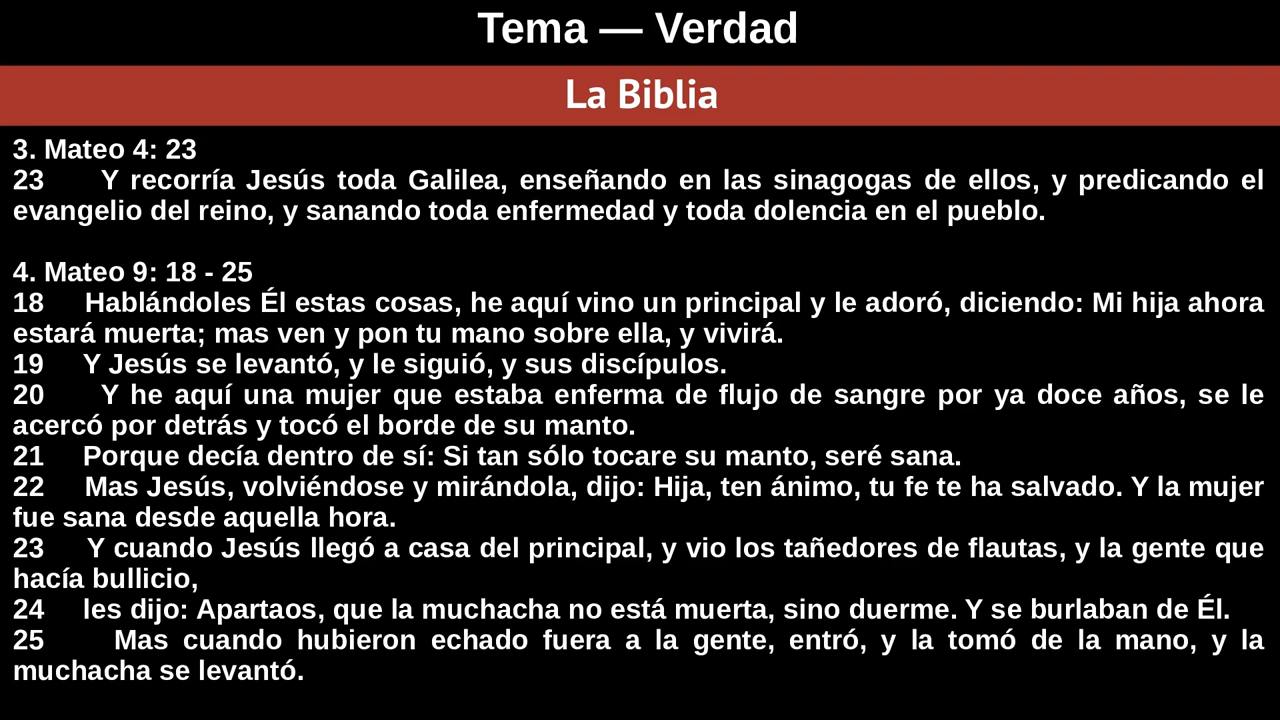 Tema — Verdad
La Biblia
3. Mateo 4: 23
23 Y recorría Jesús toda Galilea, enseñando en las sinagogas de ellos, y predicando el
evangelio del reino, y sanando toda enfermedad y toda dolencia en el pueblo.
4. Mateo 9: 18 - 25
18 Hablándoles Él estas cosas, he aquí vino un principal y le adoró, diciendo: Mi hija ahora
estará muerta; mas ven y pon tu mano sobre ella, y vivirá.
19 Y Jesús se levantó, y le siguió, y sus discípulos.
20 Y he aquí una mujer que estaba enferma de flujo de sangre por ya doce años, se le
acercó por detrás y tocó el borde de su manto.
21 Porque decía dentro de sí: Si tan sólo tocare su manto, seré sana.
22 Mas Jesús, volviéndose y mirándola, dijo: Hija, ten ánimo, tu fe te ha salvado. Y la mujer
fue sana desde aquella hora.
23 Y cuando Jesús llegó a casa del principal, y vio los tañedores de flautas, y la gente que
hacía bullicio,
24 les dijo: Apartaos, que la muchacha no está muerta, sino duerme. Y se burlaban de Él.
25 Mas cuando hubieron echado fuera a la gente, entró, y la tomó de la mano, y la
muchacha se levantó.